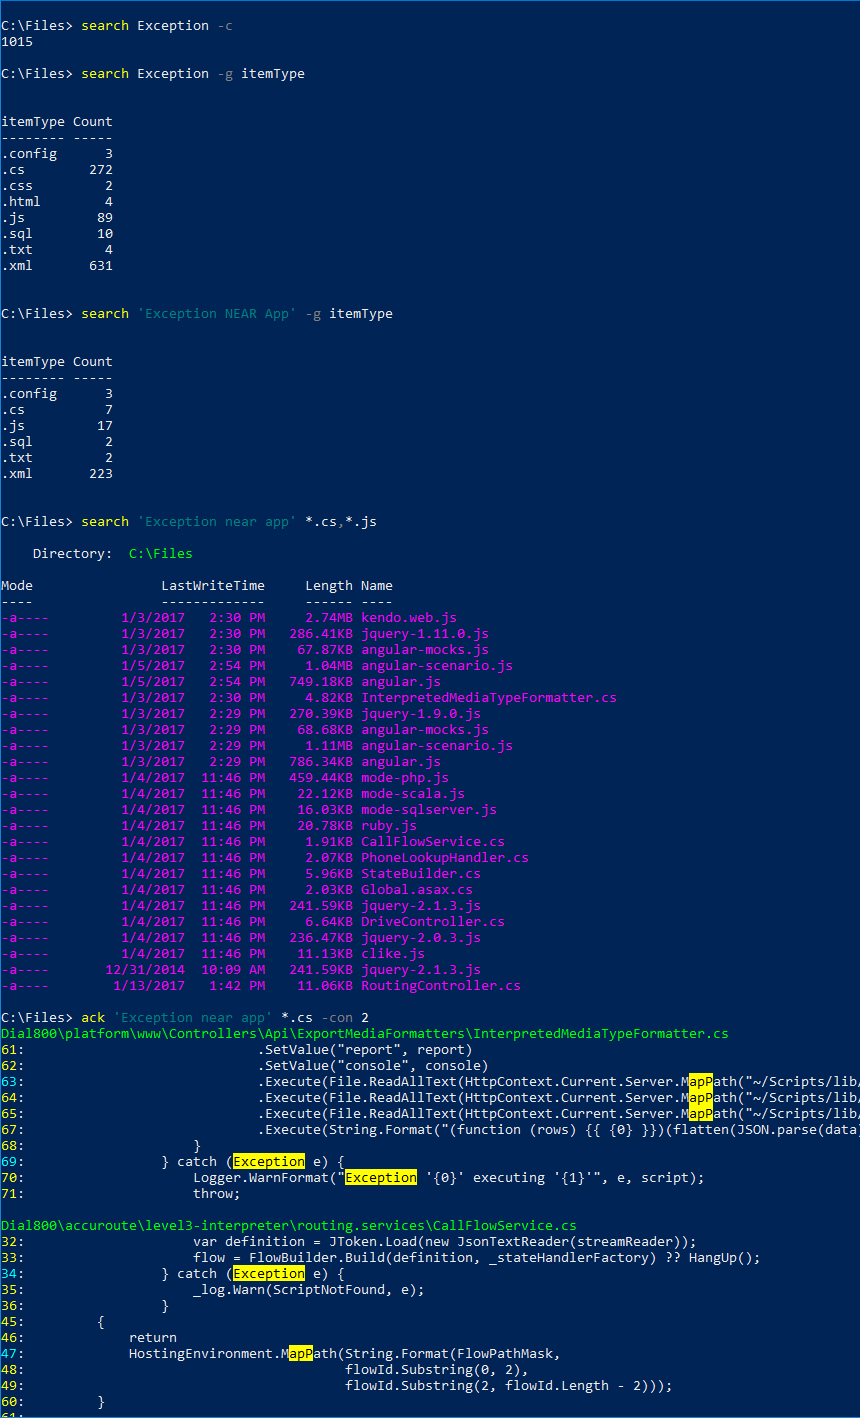 C:\Files> search Exception -c
1015
C:\Files> search Exception -g itemType
itemType Count
-------- -----
.config      3
.cs        272
.css         2
.html        4
.js         89
.sql        10
.txt         4
.xml       631
C:\Files> search 'Exception NEAR App' -g itemType
itemType Count
-------- -----
.config      3
.cs          7
.js         17
.sql         2
.txt         2
.xml       223
C:\Files> search 'Exception near app' *.cs,*.js
    Directory:  C:\Files
Mode                LastWriteTime     Length Name
----                -------------     ------ ----
-a----         1/3/2017   2:30 PM     2.74MB kendo.web.js
-a----         1/3/2017   2:30 PM   286.41KB jquery-1.11.0.js
-a----         1/3/2017   2:30 PM    67.87KB angular-mocks.js
-a----         1/5/2017   2:54 PM     1.04MB angular-scenario.js
-a----         1/5/2017   2:54 PM   749.18KB angular.js
-a----         1/3/2017   2:30 PM     4.82KB InterpretedMediaTypeFormatter.cs
-a----         1/3/2017   2:29 PM   270.39KB jquery-1.9.0.js
-a----         1/3/2017   2:29 PM    68.68KB angular-mocks.js
-a----         1/3/2017   2:29 PM     1.11MB angular-scenario.js
-a----         1/3/2017   2:29 PM   786.34KB angular.js
-a----         1/4/2017  11:46 PM   459.44KB mode-php.js
-a----         1/4/2017  11:46 PM    22.12KB mode-scala.js
-a----         1/4/2017  11:46 PM    16.03KB mode-sqlserver.js
-a----         1/4/2017  11:46 PM    20.78KB ruby.js
-a----         1/4/2017  11:46 PM     1.91KB CallFlowService.cs
-a----         1/4/2017  11:46 PM     2.07KB PhoneLookupHandler.cs
-a----         1/4/2017  11:46 PM     5.96KB StateBuilder.cs
-a----         1/4/2017  11:46 PM     2.03KB Global.asax.cs
-a----         1/4/2017  11:46 PM   241.59KB jquery-2.1.3.js
-a----         1/4/2017  11:46 PM     6.64KB DriveController.cs
-a----         1/4/2017  11:46 PM   236.47KB jquery-2.0.3.js
-a----         1/4/2017  11:46 PM    11.13KB clike.js
-a----       12/31/2014  10:09 AM   241.59KB jquery-2.1.3.js
-a----        1/13/2017   1:42 PM    11.06KB RoutingController.cs
C:\Files> ack 'Exception near app' *.cs -con 2
Dial800\platform\www\Controllers\Api\ExportMediaFormatters\InterpretedMediaTypeFormatter.cs
61:                             .SetValue("report", report)
62:                             .SetValue("console", console)
63:                             .Execute(File.ReadAllText(HttpContext.Current.Server.MapPath("~/Scripts/lib/
64:                             .Execute(File.ReadAllText(HttpContext.Current.Server.MapPath("~/Scripts/lib/
65:                             .Execute(File.ReadAllText(HttpContext.Current.Server.MapPath("~/Scripts/lib/
67:                             .Execute(String.Format("(function (rows) {{ {0} }})(flatten(JSON.parse(data)
68:                     }
69:                 } catch (Exception e) {
70:                     Logger.WarnFormat("Exception '{0}' executing '{1}'", e, script);
71:                     throw;
Dial800\accuroute\level3-interpreter\routing.services\CallFlowService.cs
32:                     var definition = JToken.Load(new JsonTextReader(streamReader));
33:                     flow = FlowBuilder.Build(definition, _stateHandlerFactory) ?? HangUp();
34:                 } catch (Exception e) {
35:                     _log.Warn(ScriptNotFound, e);
36:                 }
45:         {
46:             return
47:             HostingEnvironment.MapPath(String.Format(FlowPathMask,
48:                                        flowId.Substring(0, 2),
49:                                        flowId.Substring(2, flowId.Length - 2)));
60:         }